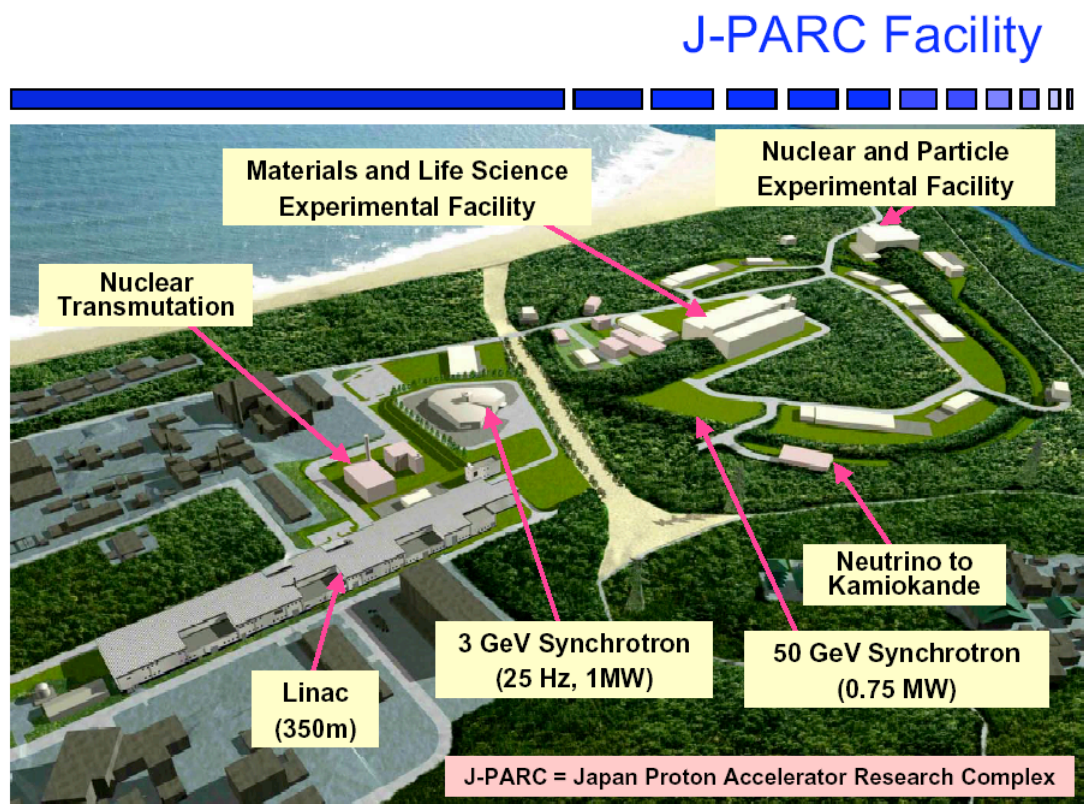 J-PARC Facility
Materials and Life Science
Experimental Facility
Nuclear and Particle
Experimental Facility
Nuclear
Transmutation
Neutrino to
Kamiokande
3 GeV Synchrotron
(25 Hz, 1MW)
50 GeV Synchrotron
(0.75 MW)
Linac
(350m)
J-PARC = Japan Proton Accelerator Research Complex